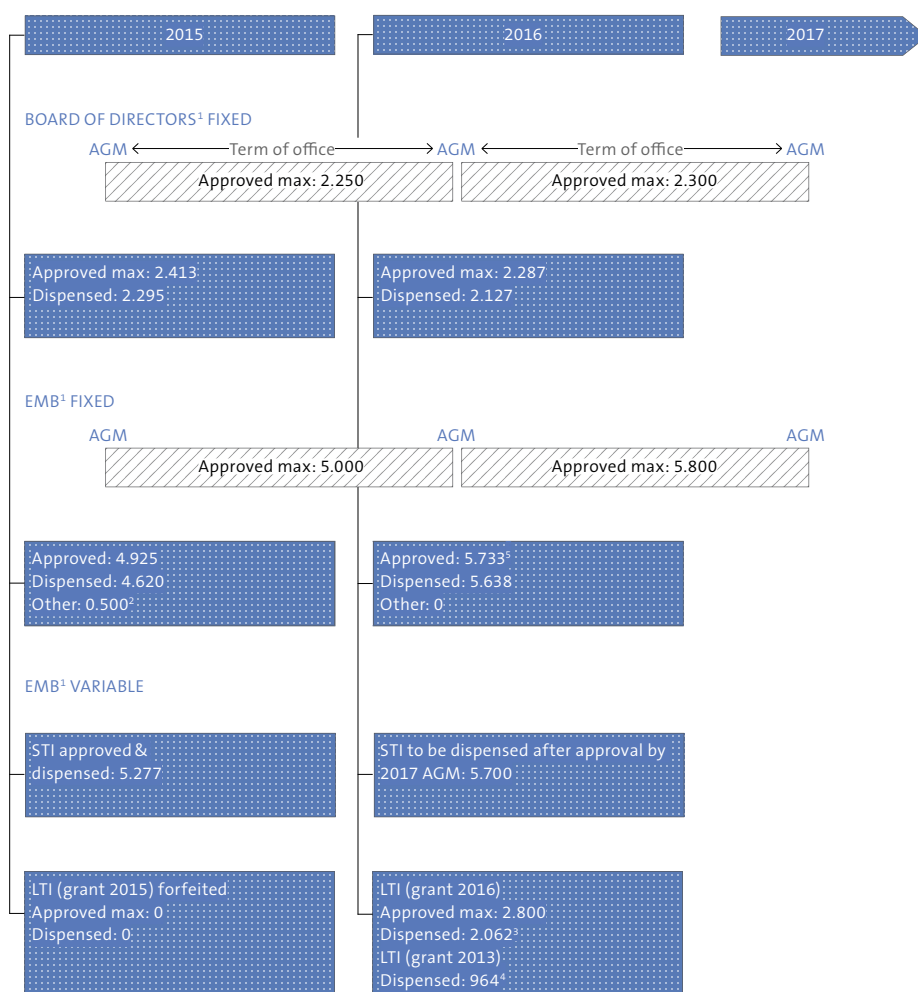 2015
2016
2017
BOARD OF DIRECTORS¹ FIXED
AGM
Term of office
AGM
Term of office
AGM
Approved max: 2.250
Approved max: 2.300
Approved max: 2.413
Dispensed: 2.295
Approved max: 2.287
Dispensed: 2.127
EMB¹ FIXED
AGM
AGM
AGM
Approved max: 5.000
Approved max: 5.800
Approved: 4.925
Dispensed: 4.620
Other: 0.500²
Approved: 5.733⁵
Dispensed: 5.638
Other: 0
EMB¹ VARIABLE
STI approved &
dispensed: 5.277
STI to be dispensed after approval by
2017 AGM: 5.700
LTI (grant 2015) forfeited
Approved max: 0
Dispensed: 0
LTI (grant 2016)
Approved max: 2.800
Dispensed: 2.062³
LTI (grant 2013)
Dispensed: 964⁴